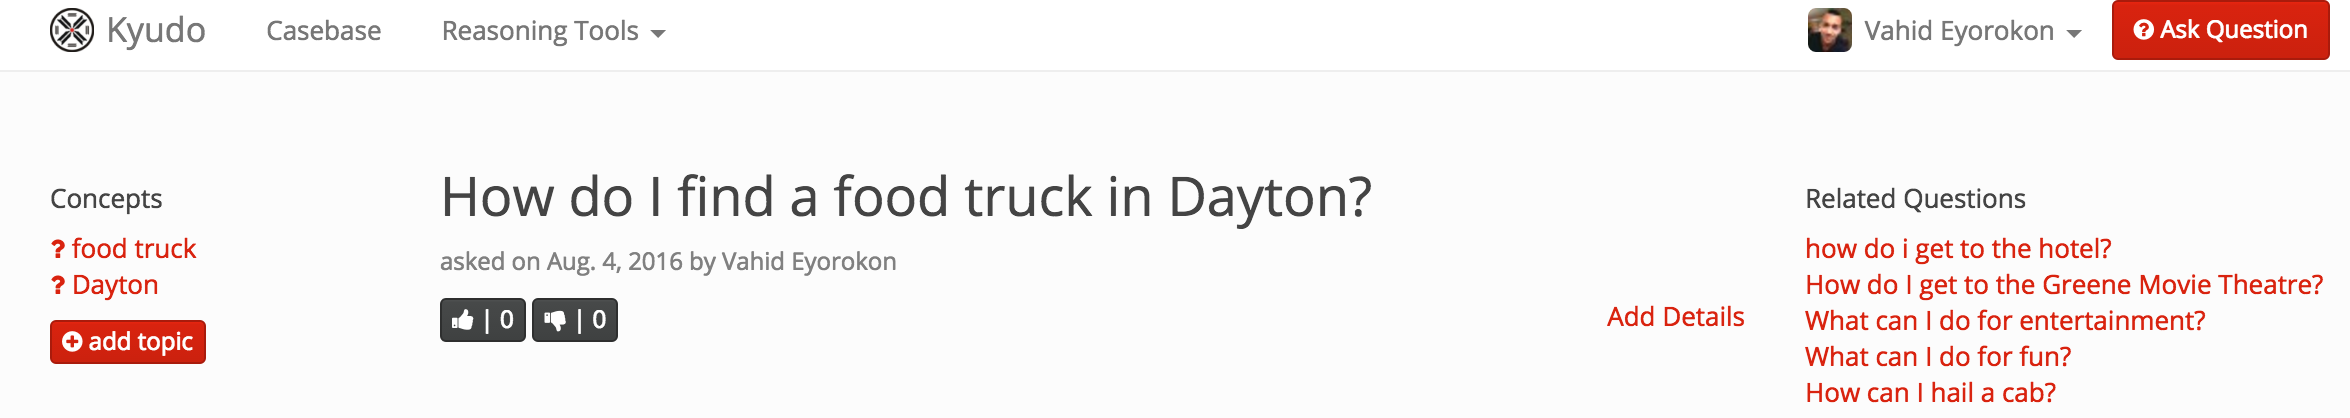 Kyudo Casebase Reasoning Tools Vahid Eyorokon Ask Question
Concepts
? food truck
? Dayton
add topic
How do I find a food truck in Dayton?
asked on Aug. 4, 2016 by Vahid Eyorokon
| 0 | 0
Add Details
Related Questions
how do i get to the hotel?
How do I get to the Greene Movie Theatre?
What can I do for entertainment?
What can I do for fun?
How can I hail a cab?